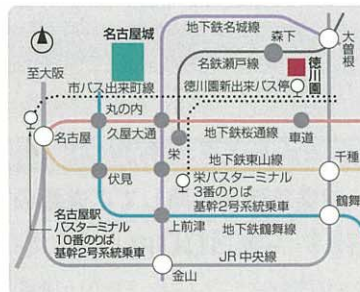 名古屋城
地下鉄名城線
大曽根
森下
至大阪
名鉄瀬戸線
徳川園
市バス出来町線
徳川園新出来バス停
丸の内
名古屋
久屋大通
地下鉄桜通線
車道
栄
地下鉄東山線
千種
伏見
栄バスターミナル
3番のりば
基幹2号系統乗車
名古屋駅
バスターミナル
10番のりば
基幹2号系統乗車
上前津
地下鉄鶴舞線
鶴舞
JR中央線
金山